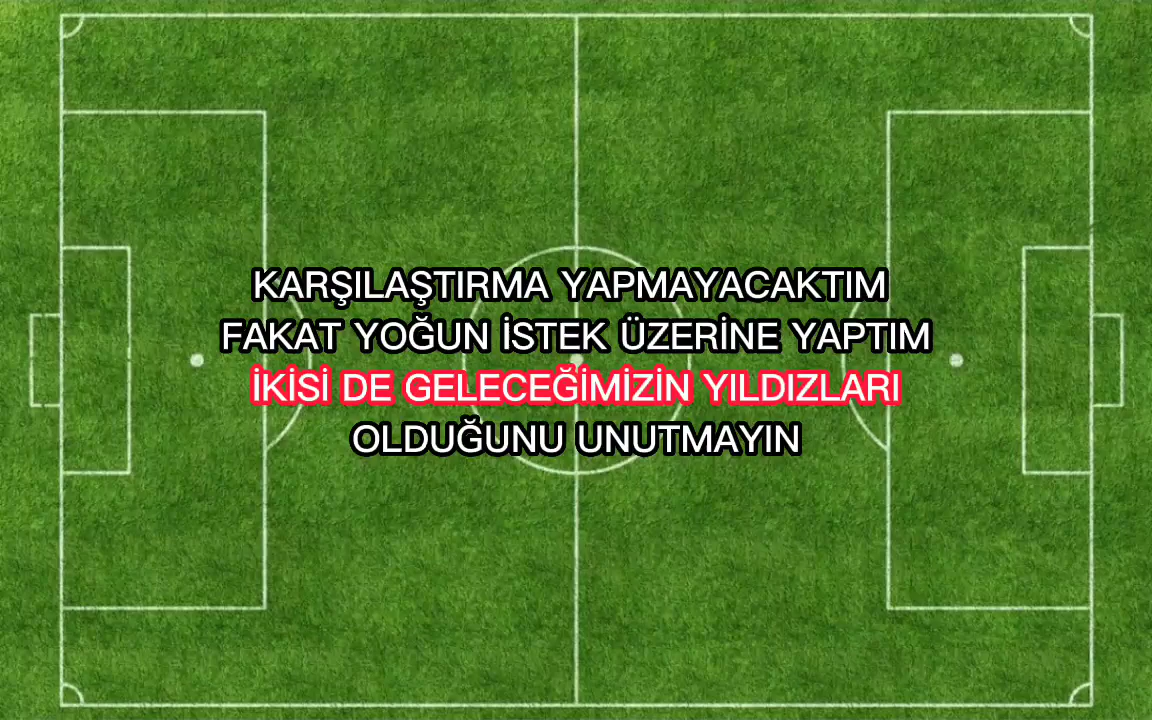 KARŞILAŞTIRMA YAPMAYACAKTIM
FAKAT YOĞUN İSTEK ÜZERİNE YAPTIM
İKİSİ DE GELECEĞİMİZİN YILDIZLARI
OLDUĞUNU UNUTMAYIN